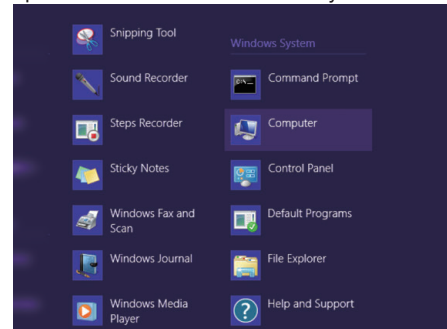 Snipping Tool
Sound Recorder
Steps Recorder
Sticky Notes
Windows Fax and
Scan
Windows Journal
Windows Media
Player
Windows System
Command Prompt
Computer
Control Panel
Default Programs
File Explorer
Help and Support